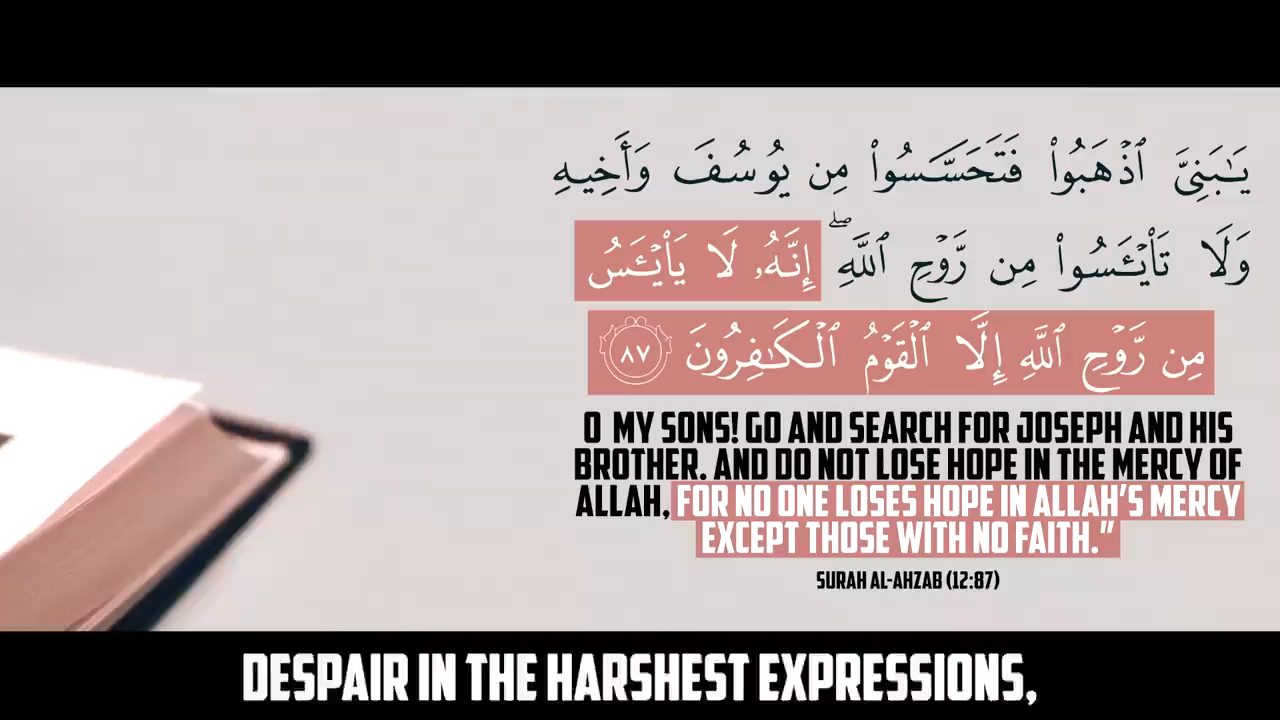 يَـٰبَنِىَّ ٱذْهَبُوا۟ فَتَحَسَّسُوا۟ مِن يُوسُفَ وَأَخِيهِ
وَلَا تَا۟يْـَٔسُوا۟ مِن رَّوْحِ ٱللَّهِ ۖ إِنَّهُۥ لَا يَا۟يْـَٔسُ
مِن رَّوْحِ ٱللَّهِ إِلَّا ٱلْقَوْمُ ٱلْكَـٰفِرُونَ ٨٧
O MY SONS! GO AND SEARCH FOR JOSEPH AND HIS
BROTHER. AND DO NOT LOSE HOPE IN THE MERCY OF
ALLAH, FOR NO ONE LOSES HOPE IN ALLAH'S MERCY
EXCEPT THOSE WITH NO FAITH."
SURAH AL-AHZAB (12:87)
DESPAIR IN THE HARSHEST EXPRESSIONS,